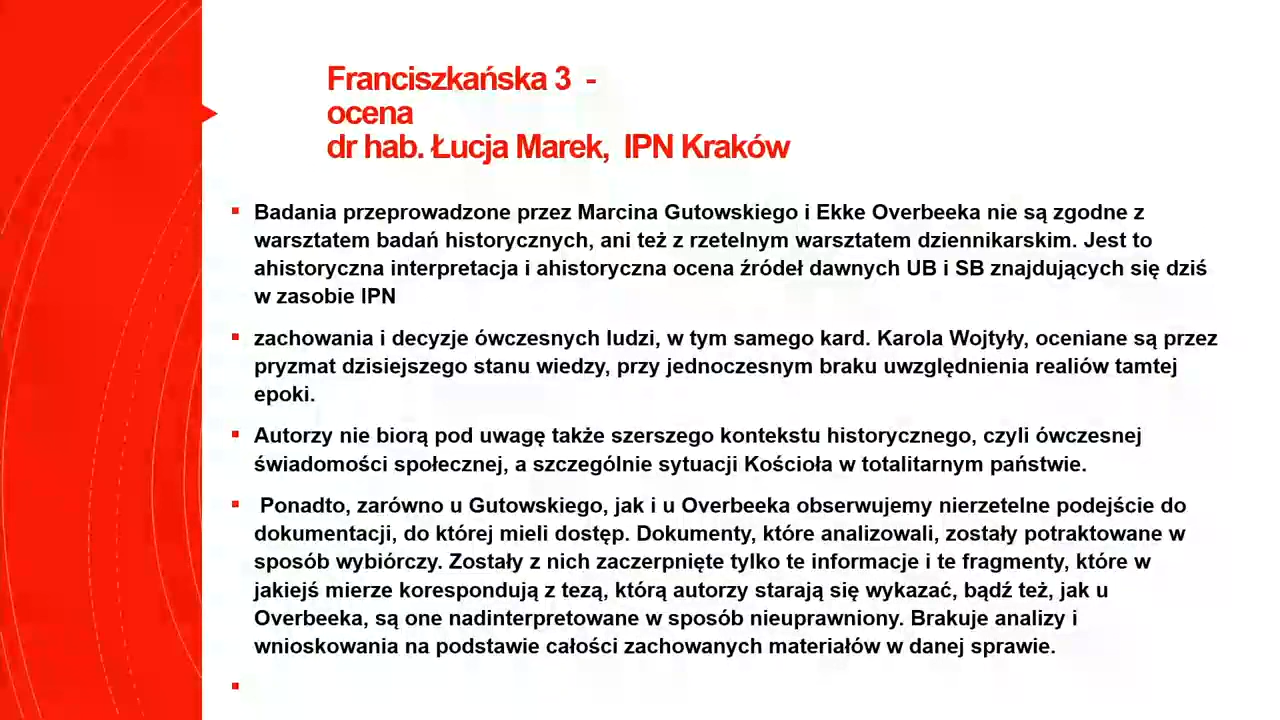 Franciszkańska 3 -
ocena
dr hab. Łucja Marek, IPN Kraków
Badania przeprowadzone przez Marcina Gutowskiego i Ekke Overbeeka nie są zgodne z
warsztatem badań historycznych, ani też z rzetelnym warsztatem dziennikarskim. Jest to
ahistoryczna interpretacja i ahistoryczna ocena źródeł dawnych UB i SB znajdujących się dziś
w zasobie IPN
zachowania i decyzje ówczesnych ludzi, w tym samego kard. Karola Wojtyły, oceniane są przez
pryzmat dzisiejszego stanu wiedzy, przy jednoczesnym braku uwzględnienia realiów tamtej
epoki.
Autorzy nie biorą pod uwagę także szerszego kontekstu historycznego, czyli ówczesnej
świadomości społecznej, a szczególnie sytuacji Kościoła w totalitarnym państwie.
Ponadto, zarówno u Gutowskiego, jak i u Overbeeka obserwujemy nierzetelne podejście do
dokumentacji, do której mieli dostęp. Dokumenty, które analizowali, zostały potraktowane w
sposób wybiórczy. Zostały z nich zaczerpnięte tylko te informacje i te fragmenty, które w
jakiejś mierze korespondują z tezą, którą autorzy starają się wykazać, bądź też, jak u
Overbeeka, są one nadinterpretowane w sposób nieuprawniony. Brakuje analizy i
wnioskowania na podstawie całości zachowanych materiałów w danej sprawie.